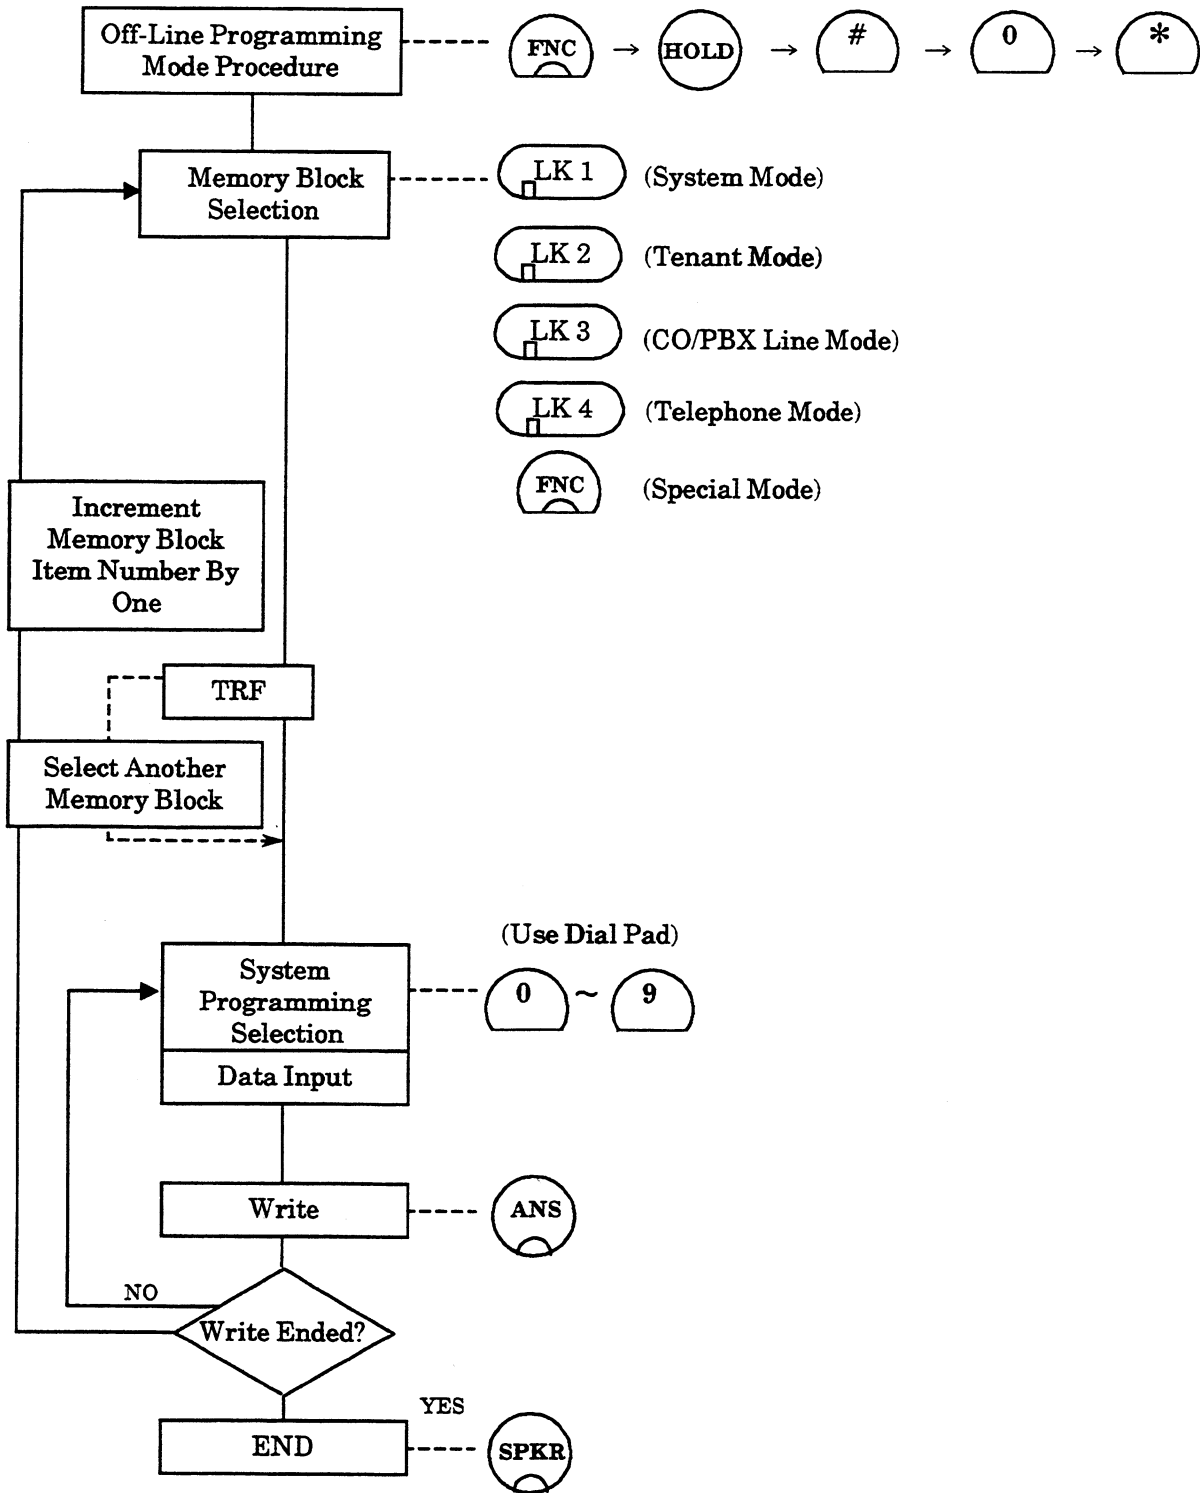 Off-Line Programming
Mode Procedure
FNC → HOLD → # → 0 → *
Memory Block
Selection
LK 1 (System Mode)
LK 2 (Tenant Mode)
LK 3 (CO/PBX Line Mode)
LK 4 (Telephone Mode)
FNC (Special Mode)
Increment
Memory Block
Item Number By
One
TRF
Select Another
Memory Block
(Use Dial Pad)
System
Programming
Selection
0 ~ 9
Data Input
Write
ANS
NO
Write Ended?
YES
END
SPKR